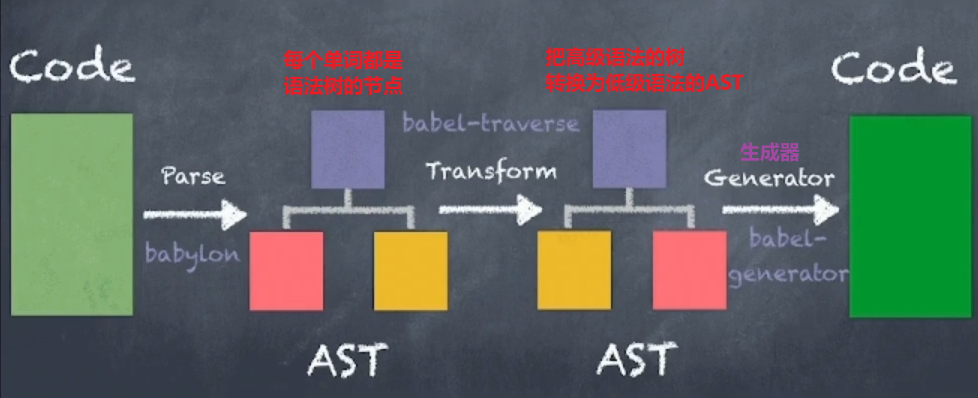 Code
每个单词都是
语法树的节点
把高级语法的树
转换为低级语法的AST
Code
babel-traverse
Parse
babylon
Transform
生成器
Generator
babel-
generator
AST
AST